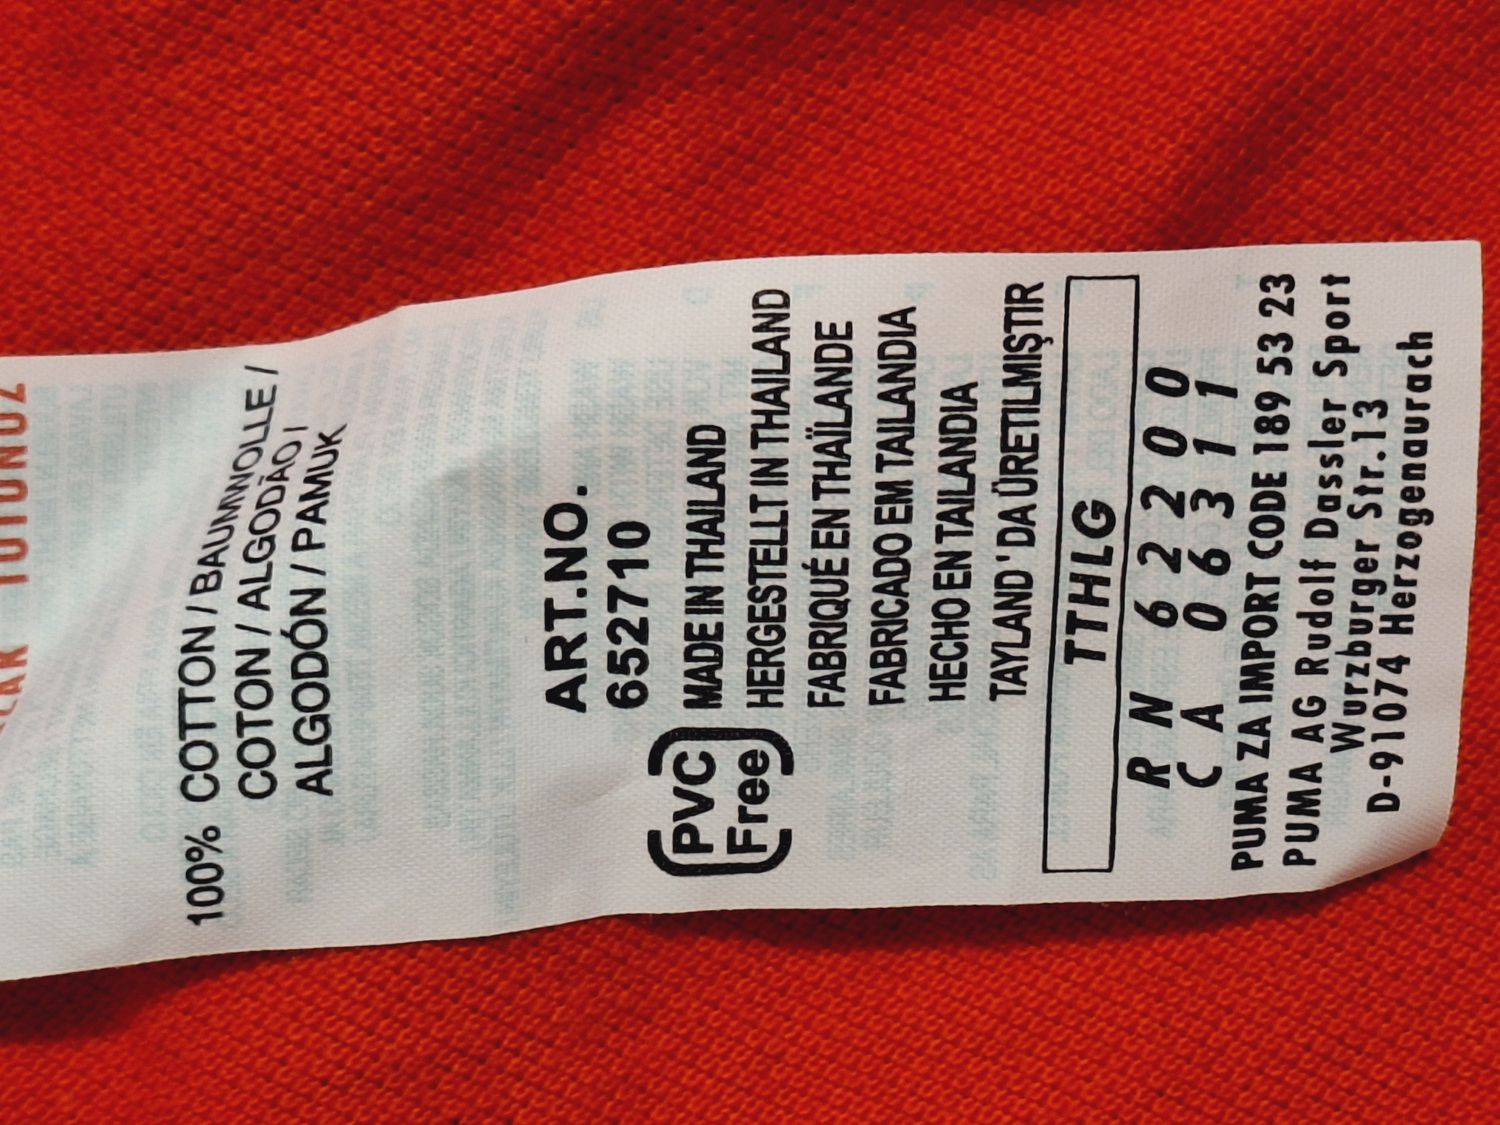 100% COTTON / BAUMWOLLE /
COTON / ALGODÃO /
ALGODÓN / PAMUK
ART.NO.
652710
PVC
Free
MADE IN THAILAND
HERGESTELLT IN THAILAND
FABRIQUÉ EN THAÏLANDE
FABRICADO EM TAILANDIA
HECHO EN TAILANDIA
TAYLAND ' DA ÜRETILMIŞTIR
TTHLG
RN 62200
CA 06311
PUMA ZA IMPORT CODE 189 53 23
PUMA AG Rudolf Dassler Sport
Wurzburger Str.13
D-91074 Herzogenaurach